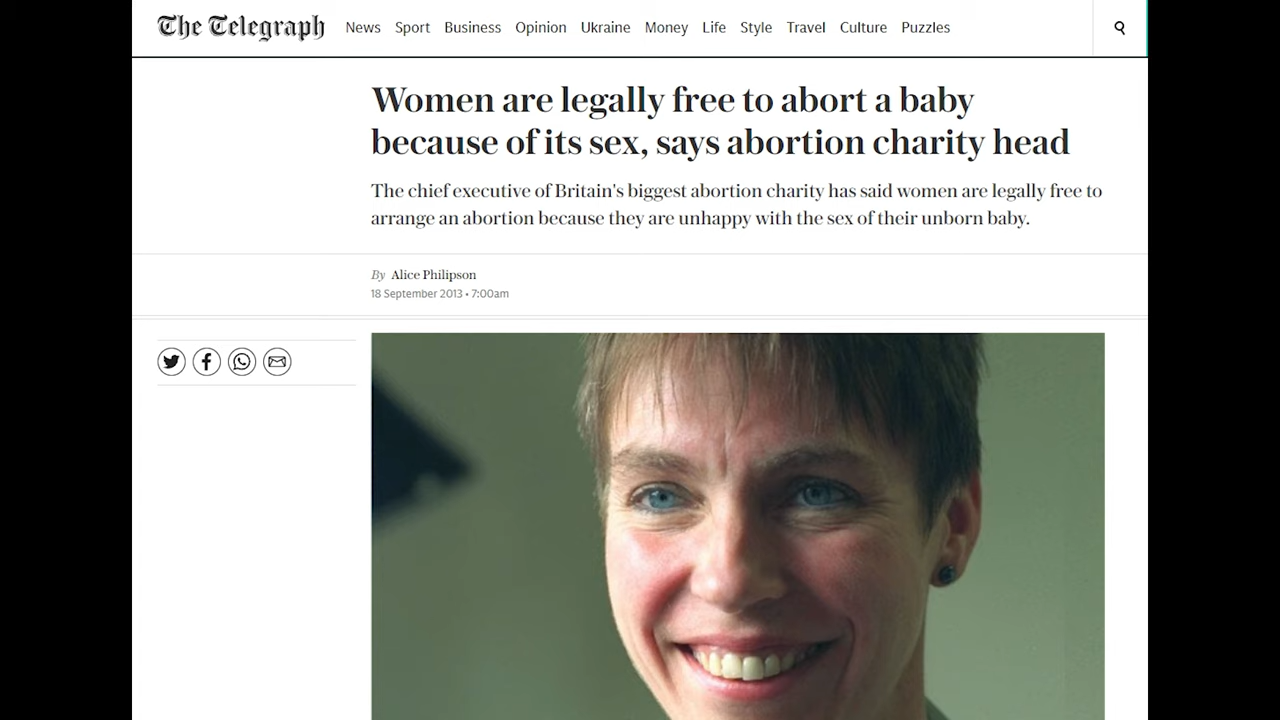 The Telegraph News Sport Business Opinion Ukraine Money Life Style Travel Culture Puzzles
Women are legally free to abort a baby
because of its sex, says abortion charity head
The chief executive of Britain's biggest abortion charity has said women are legally free to
arrange an abortion because they are unhappy with the sex of their unborn baby.
By Alice Philipson
18 September 2013 • 7:00am